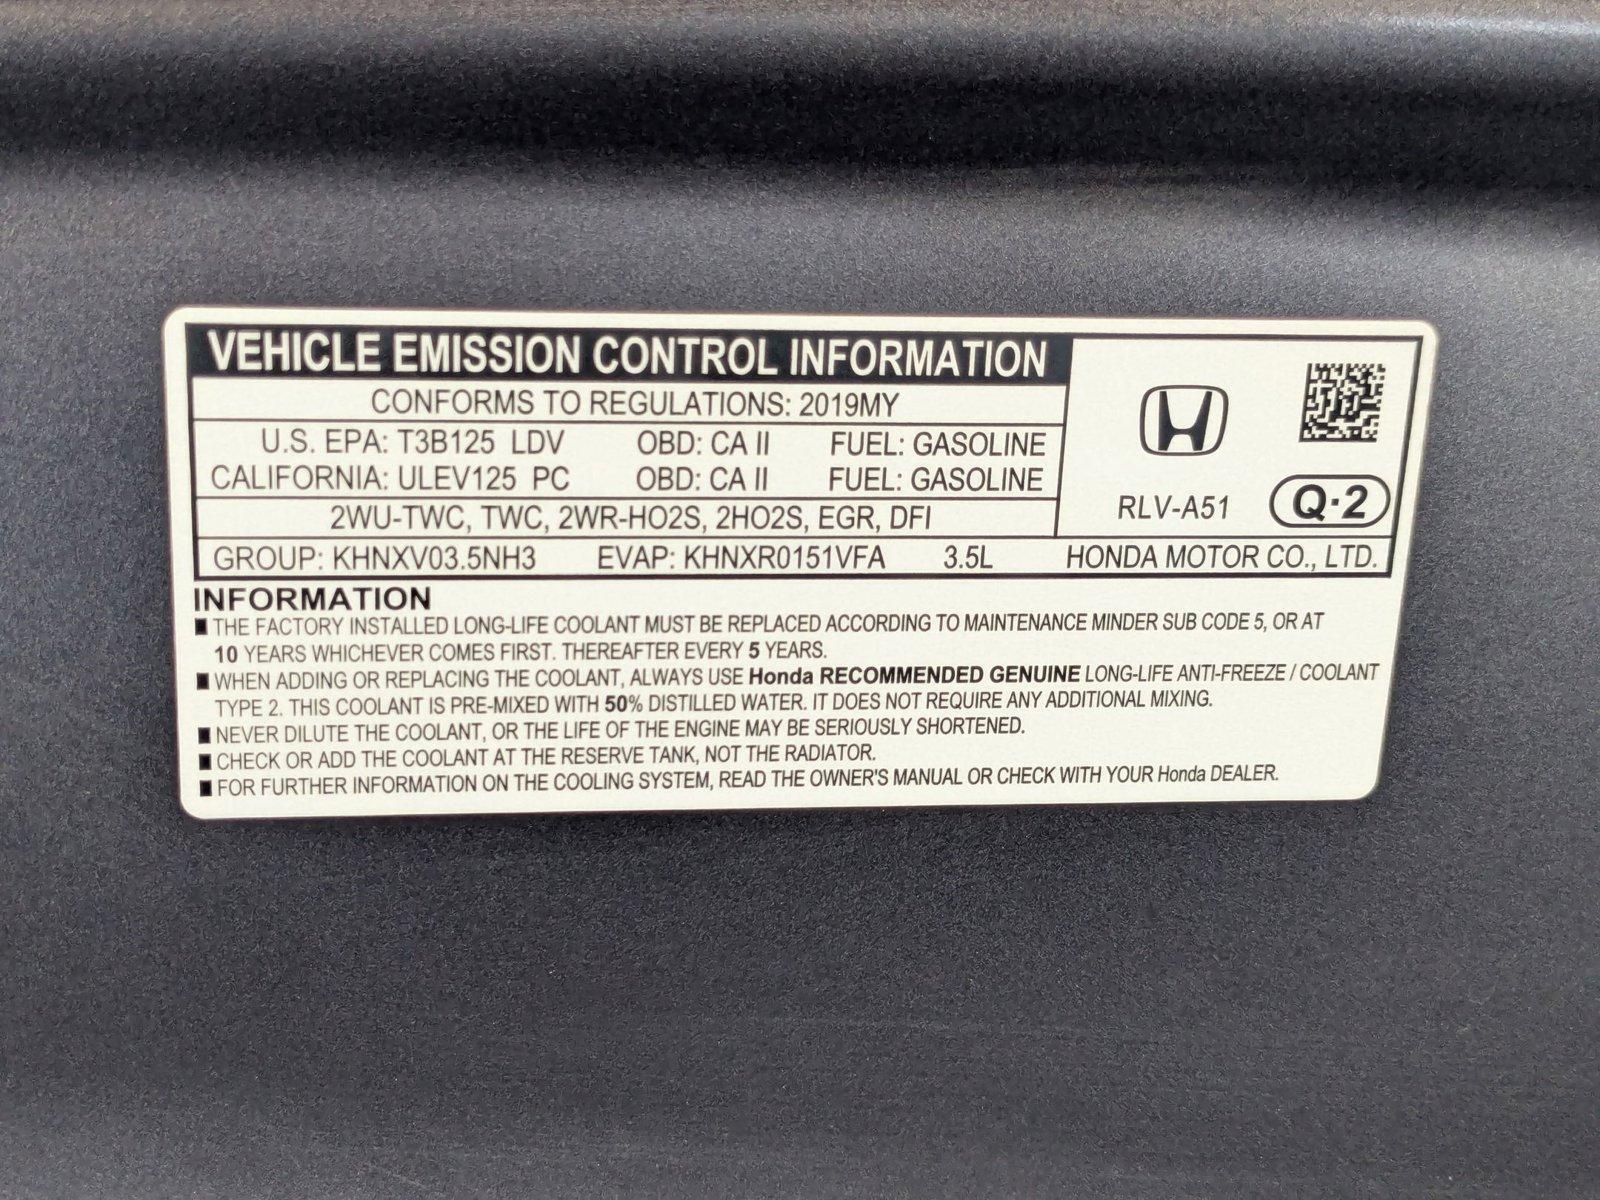 VEHICLE EMISSION CONTROL INFORMATION
CONFORMS TO REGULATIONS: 2019MY
U.S. EPA: T3B125 LDV OBD: CA II FUEL: GASOLINE
CALIFORNIA: ULEV125 PC OBD: CA II FUEL: GASOLINE
2WU-TWC, TWC, 2WR-HO2S, 2HO2S, EGR, DFI
RLV-A51 Q·2
GROUP: KHNXV03.5NH3 EVAP: KHNXR0151VFA 3.5L HONDA MOTOR CO., LTD.
INFORMATION
■ THE FACTORY INSTALLED LONG-LIFE COOLANT MUST BE REPLACED ACCORDING TO MAINTENANCE MINDER SUB CODE 5, OR AT
10 YEARS WHICHEVER COMES FIRST. THEREAFTER EVERY 5 YEARS.
■ WHEN ADDING OR REPLACING THE COOLANT, ALWAYS USE Honda RECOMMENDED GENUINE LONG-LIFE ANTI-FREEZE / COOLANT
TYPE 2. THIS COOLANT IS PRE-MIXED WITH 50% DISTILLED WATER. IT DOES NOT REQUIRE ANY ADDITIONAL MIXING.
■ NEVER DILUTE THE COOLANT, OR THE LIFE OF THE ENGINE MAY BE SERIOUSLY SHORTENED.
■ CHECK OR ADD THE COOLANT AT THE RESERVE TANK, NOT THE RADIATOR.
■ FOR FURTHER INFORMATION ON THE COOLING SYSTEM, READ THE OWNER'S MANUAL OR CHECK WITH YOUR Honda DEALER.